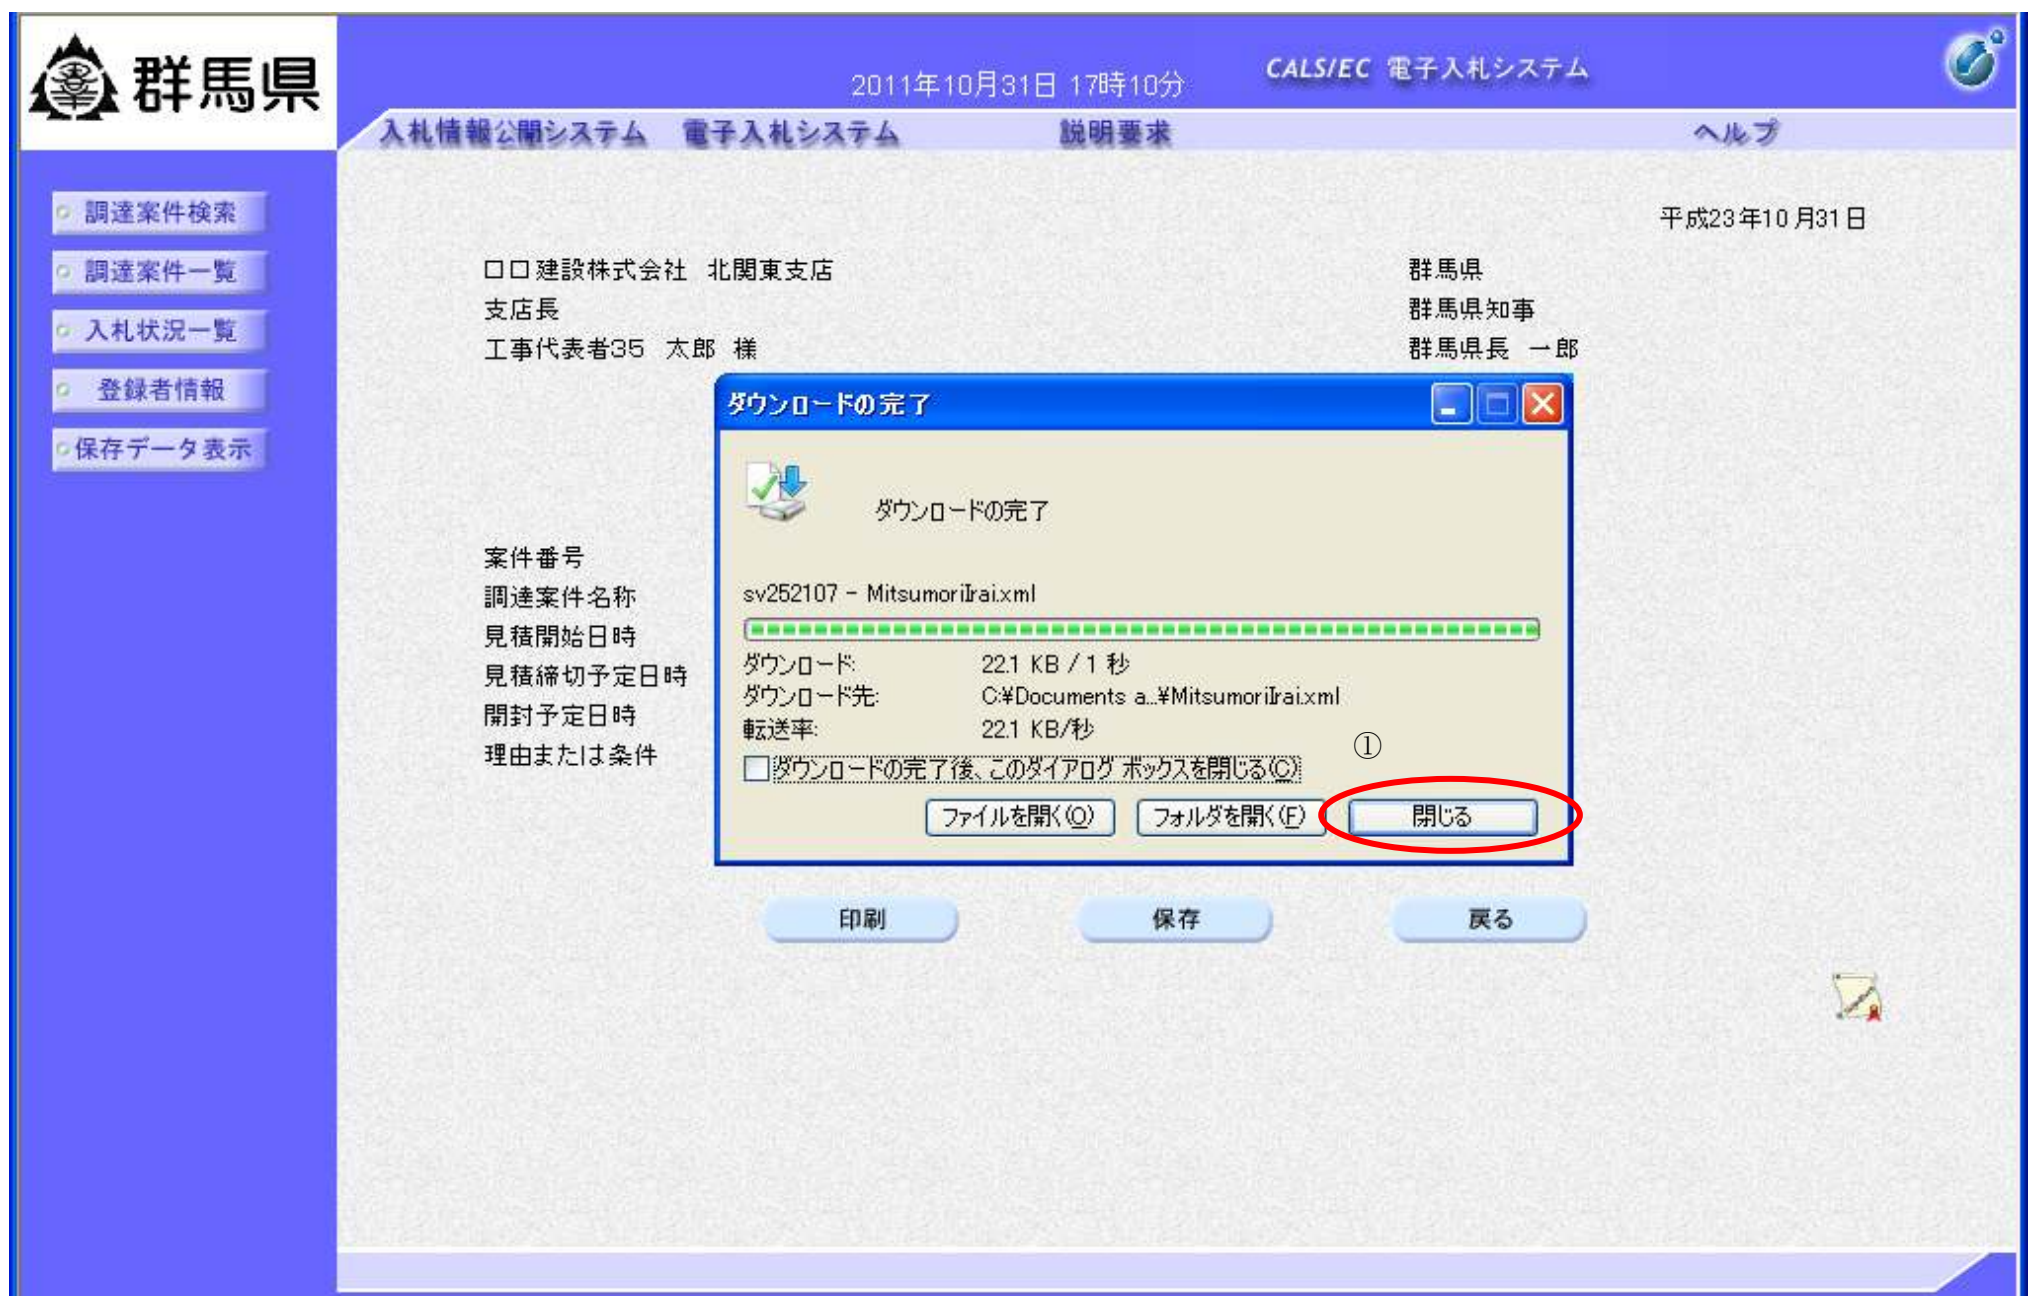 群馬県
2011年10月31日 17時10分
CALS/EC 電子入札システム
入札情報公開システム 電子入札システム 説明要求 ヘルプ
調達案件検索
調達案件一覧
入札状況一覧
登録者情報
保存データ表示
平成23年10月31日
口口建設株式会社 北関東支店
支店長
工事代表者35 太郎 様
群馬県
群馬県知事
群馬県長 一郎
案件番号
調達案件名称
見積開始日時
見積締切予定日時
開封予定日時
理由または条件
ダウンロードの完了
ダウンロードの完了
sv252107 - MitsumoriIrai.xml
ダウンロード: 22.1 KB / 1 秒
ダウンロード先: C:¥Documents a...¥MitsumoriIrai.xml
転送率: 22.1 KB/秒
①
ダウンロードの完了後、このダイアログ ボックスを閉じる(C)
ファイルを開く(O) フォルダを開く(F) 閉じる
印刷 保存 戻る